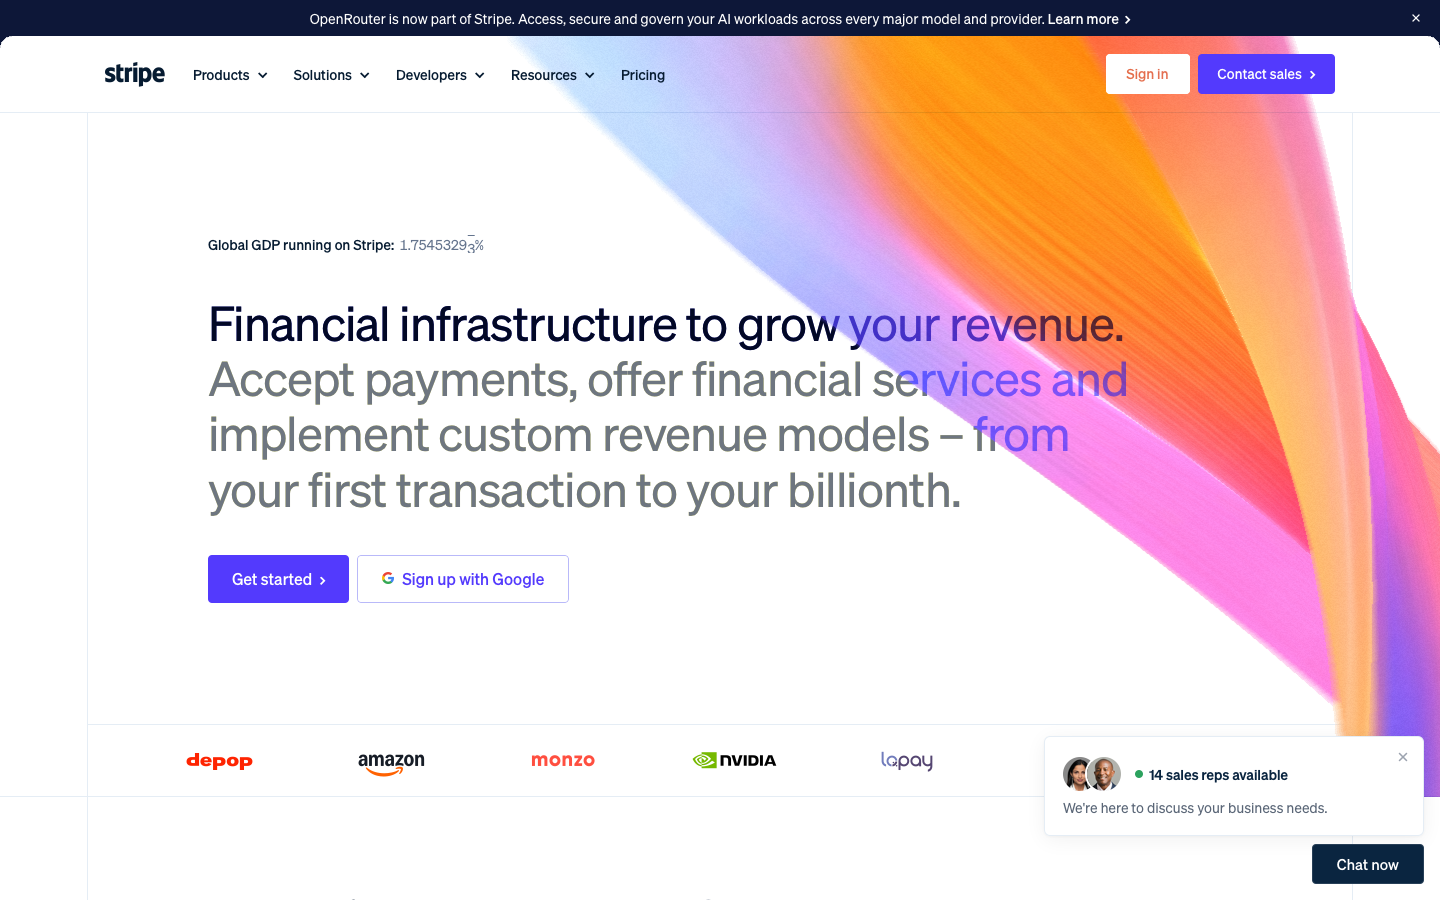 OpenRouter is now part of Stripe. Access, secure and govern your AI workloads across every major model and provider. Learn more
stripe Products Solutions Developers Resources Pricing Sign in Contact sales
Global GDP running on Stripe: 1.7545329 %
Financial infrastructure to grow your revenue.
Accept payments, offer financial services and
implement custom revenue models – from
your first transaction to your billionth.
Get started Sign up with Google
depop amazon monzo NVIDIA lopay
14 sales reps available
We're here to discuss your business needs.
Chat now